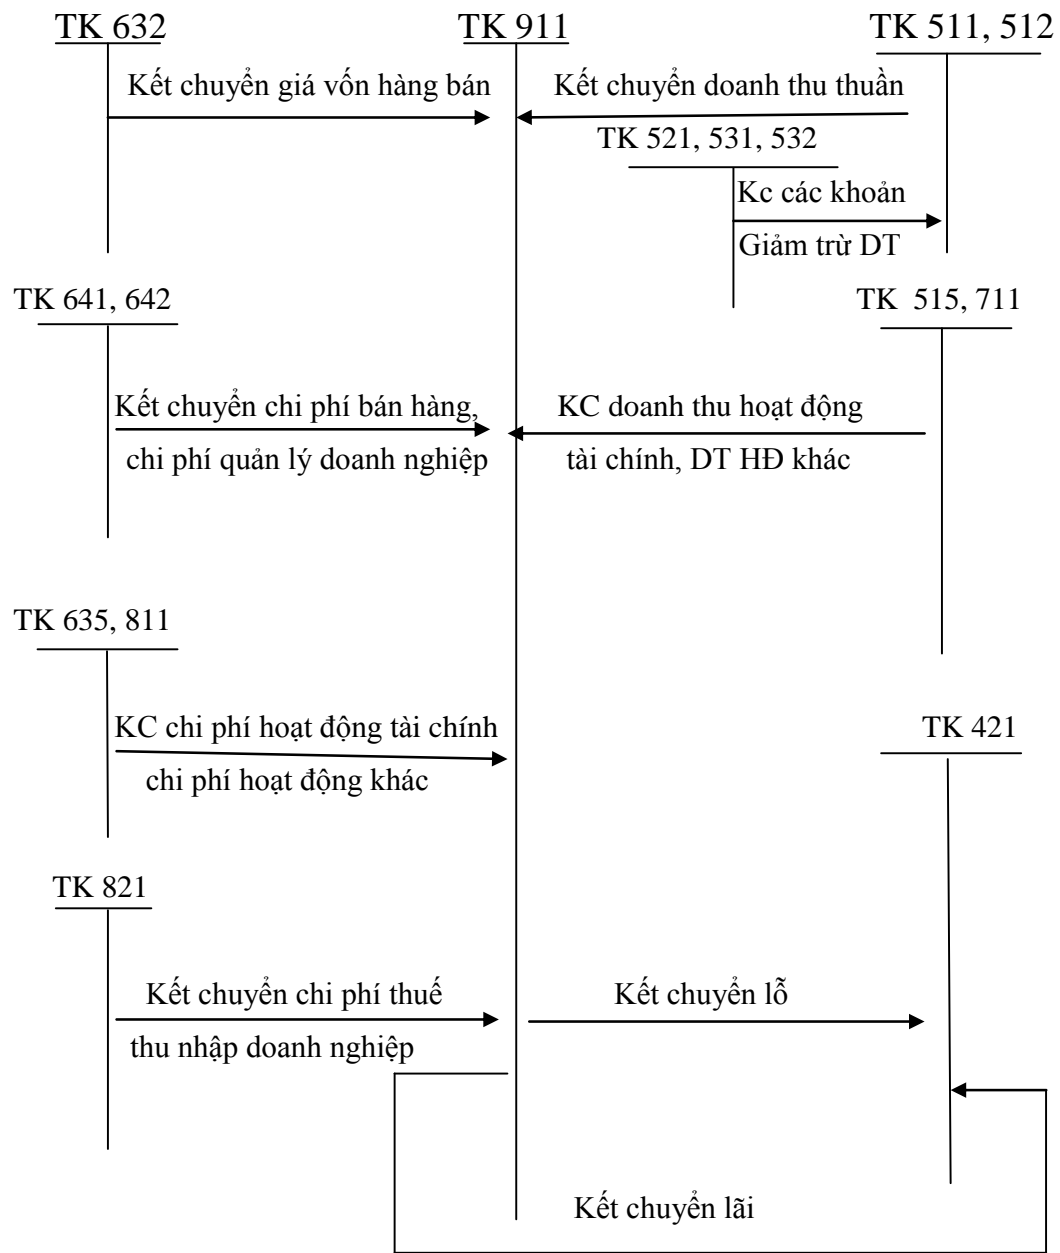 TK 632
TK 911
TK 511, 512
Kết chuyển giá vốn hàng bán
Kết chuyển doanh thu thuần
TK 521, 531, 532
Kc các khoản
Giảm trừ DT
TK 641, 642
TK 515, 711
Kết chuyển chi phí bán hàng,
chi phí quản lý doanh nghiệp
KC doanh thu hoạt động
tài chính, DT HĐ khác
TK 635, 811
KC chi phí hoạt động tài chính
chi phí hoạt động khác
TK 421
TK 821
Kết chuyển chi phí thuế
thu nhập doanh nghiệp
Kết chuyển lỗ
Kết chuyển lãi